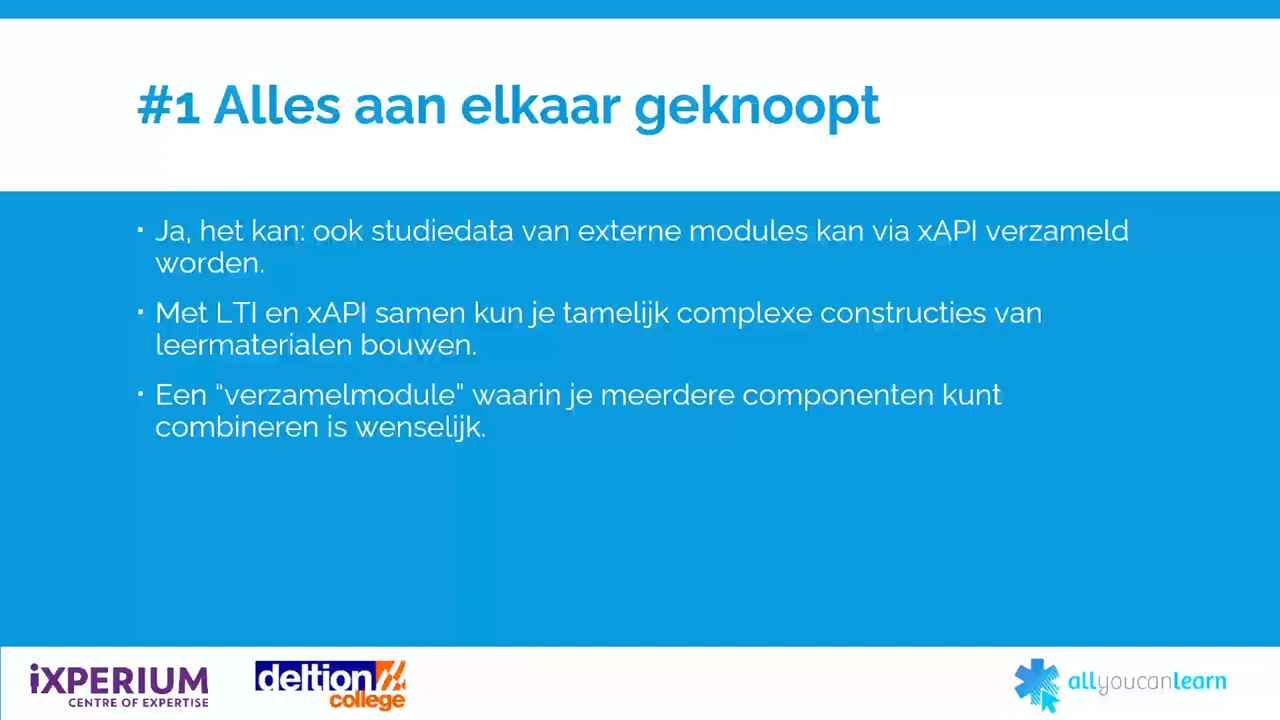 #1 Alles aan elkaar geknoopt
· Ja, het kan: ook studiedata van externe modules kan via xAPI verzameld
worden.
· Met LTI en xAPI samen kun je tamelijk complexe constructies van
leermaterialen bouwen.
· Een “verzamelmodule” waarin je meerdere componenten kunt
combineren is wenselijk.
iXPERIUM
CENTRE OF EXPERTISE
deltion
college
allyoucanlearn